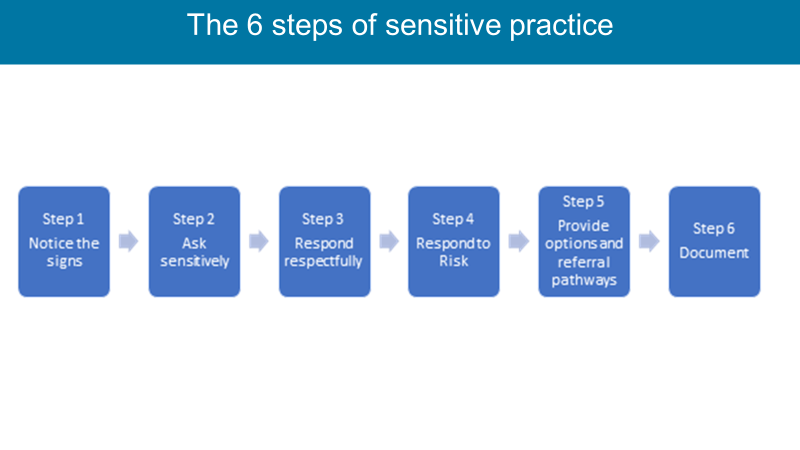 The 6 steps of sensitive practice
Step 1
Notice the
signs
Step 2
Ask
sensitively
Step 3
Respond
respectfully
Step 4
Respond to
Risk
Step 5
Provide
options and
referral
pathways
Step 6
Document